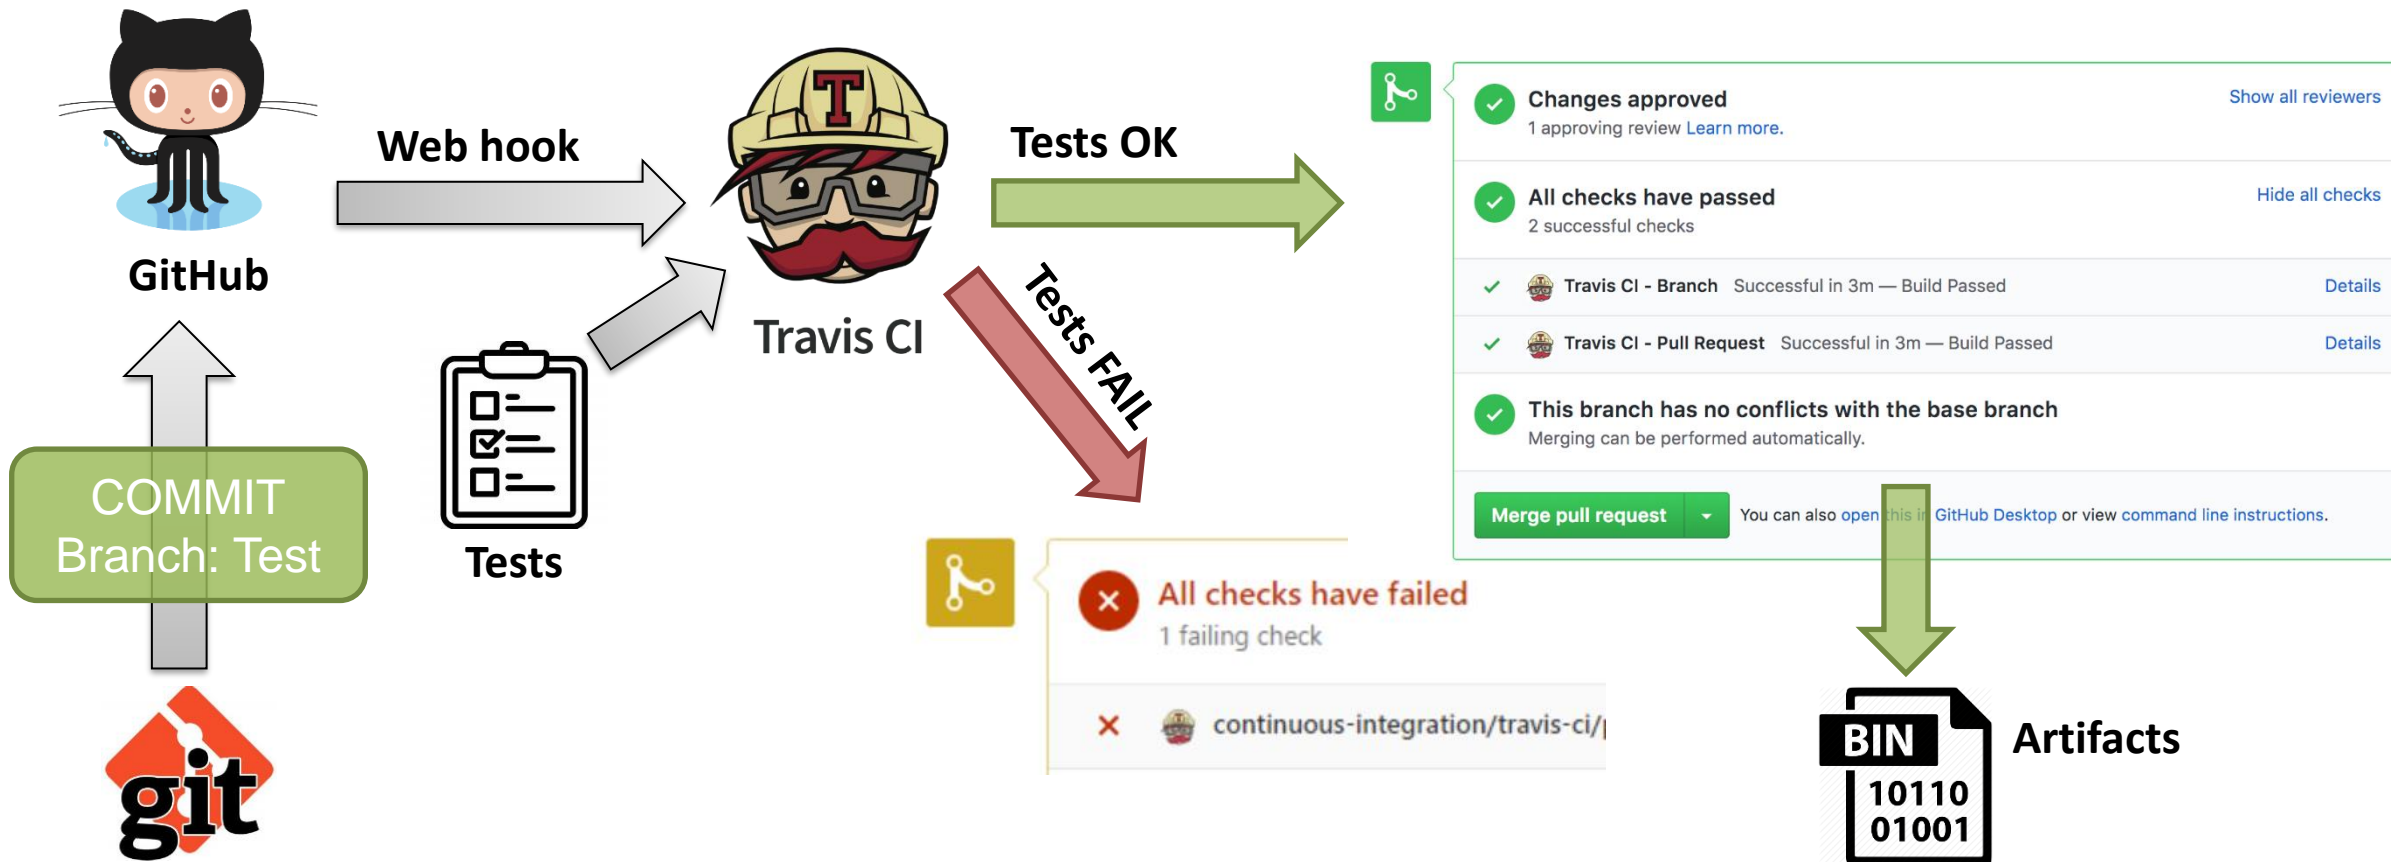 Web hook
GitHub
COMMIT
Branch: Test
git
Tests
T
Travis CI
Tests OK
Tests FAIL
Changes approved
1 approving review Learn more.
Show all reviewers
All checks have passed
2 successful checks
Hide all checks
Travis CI - Branch Successful in 3m — Build Passed
Details
Travis CI - Pull Request Successful in 3m — Build Passed
Details
This branch has no conflicts with the base branch
Merging can be performed automatically.
Merge pull request
You can also open this in GitHub Desktop or view command line instructions.
All checks have failed
1 failing check
continuous-integration/travis-ci/
BIN
10110
01001
Artifacts